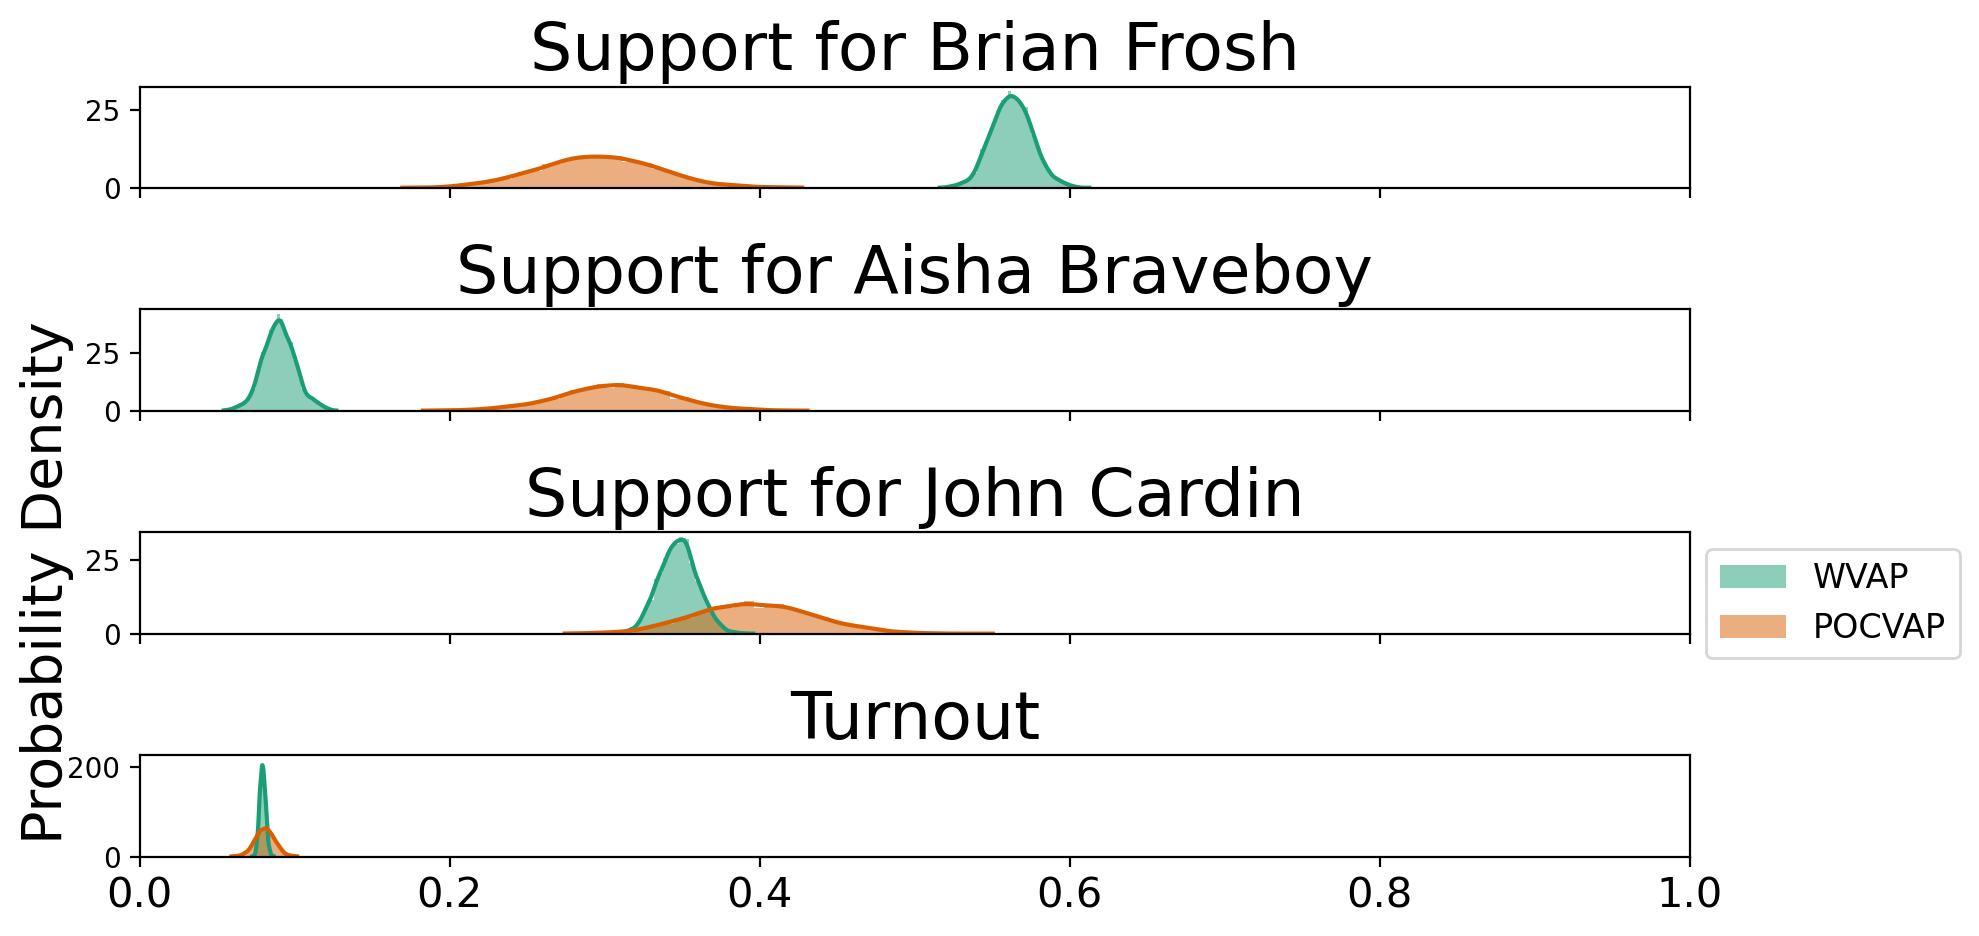 Support for Brian Frosh
25
0
Support for Aisha Braveboy
25
0
Support for John Cardin
25
0
Turnout
200
0
0.0 0.2 0.4 0.6 0.8 1.0
Probability Density
WVAP
POCVAP